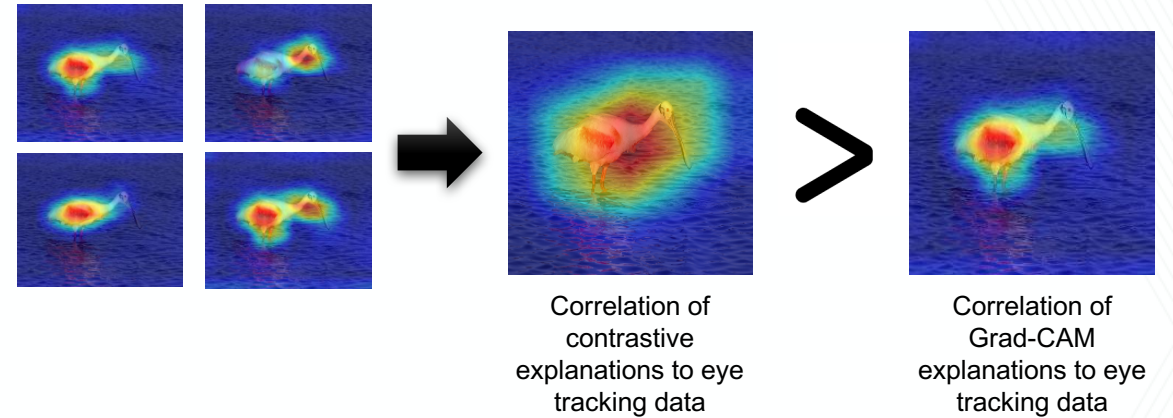 Correlation of
contrastive
explanations to eye
tracking data
Correlation of
Grad-CAM
explanations to eye
tracking data